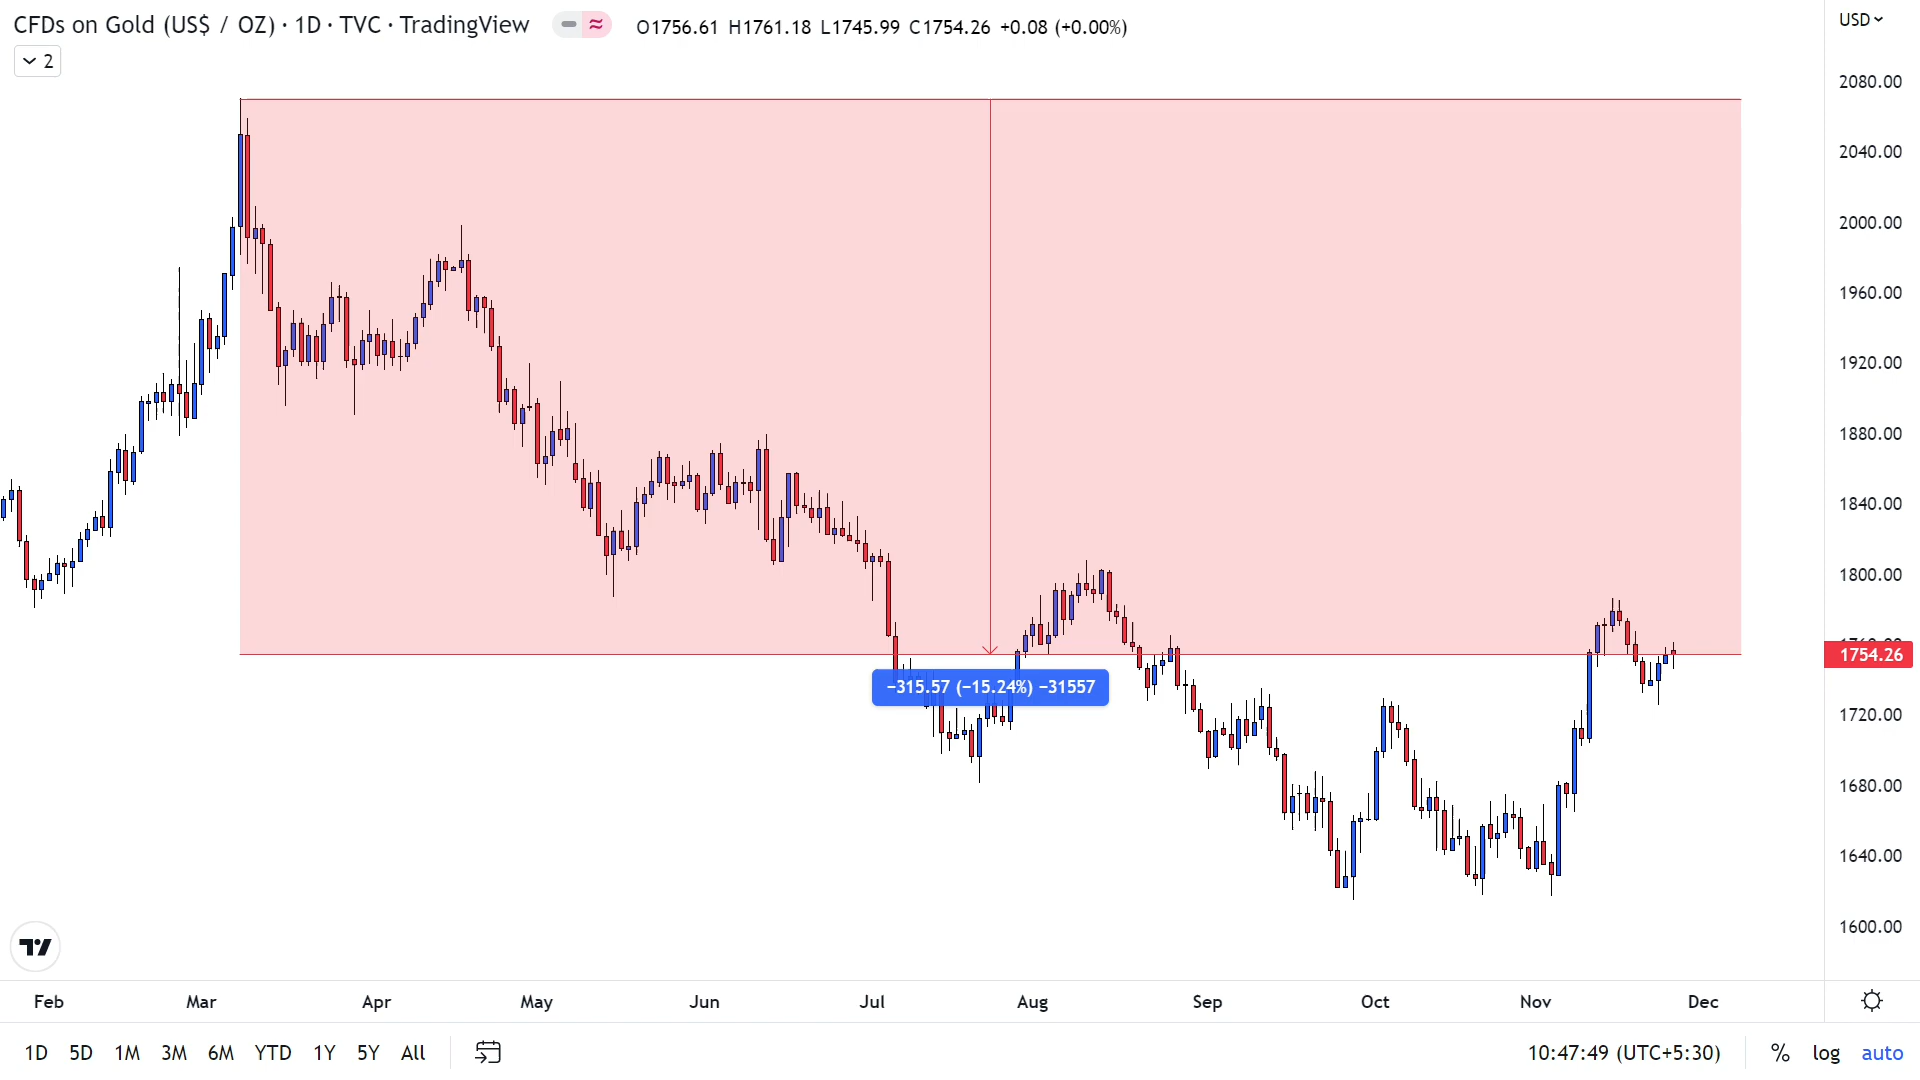 CFDs on Gold (US$ / OZ) · 1D · TVC · TradingView
O1756.61 H1761.18 L1745.99 C1754.26 +0.08 (+0.00%)
USD
2
2080.00
2040.00
2000.00
1960.00
1920.00
1880.00
1840.00
1800.00
1754.26
−315.57 (−15.24%) −31557
1720.00
1680.00
1640.00
1600.00
Feb Mar Apr May Jun Jul Aug Sep Oct Nov Dec
1D 5D 1M 3M 6M YTD 1Y 5Y All
10:47:49 (UTC+5:30) % log auto